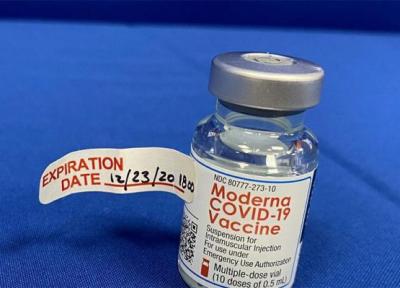 EXPIRATION
DATE 12/23/20 1800
NDC 80777-273-10
Moderna
COVID-19
Vaccine
Suspension for
Intramuscular Injection
For use under
Emergency Use Authorization
Multiple-dose vial
(10 doses of 0.5 mL)